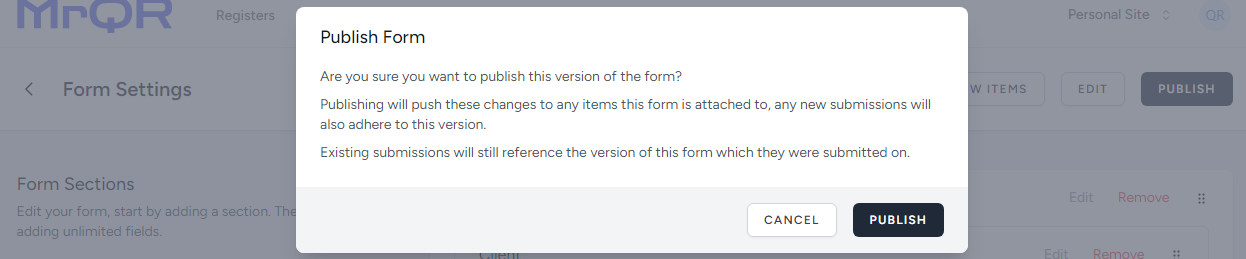 MrQR
Registers
Personal Site
QR
Publish Form
Are you sure you want to publish this version of the form?
Publishing will push these changes to any items this form is attached to, any new submissions will
also adhere to this version.
Existing submissions will still reference the version of this form which they were submitted on.
CANCEL
PUBLISH
Form Settings
W ITEMS
EDIT
PUBLISH
Form Sections
Edit your form, start by adding a section. The
adding unlimited fields.
Edit
Remove
Client
Edit
Remove